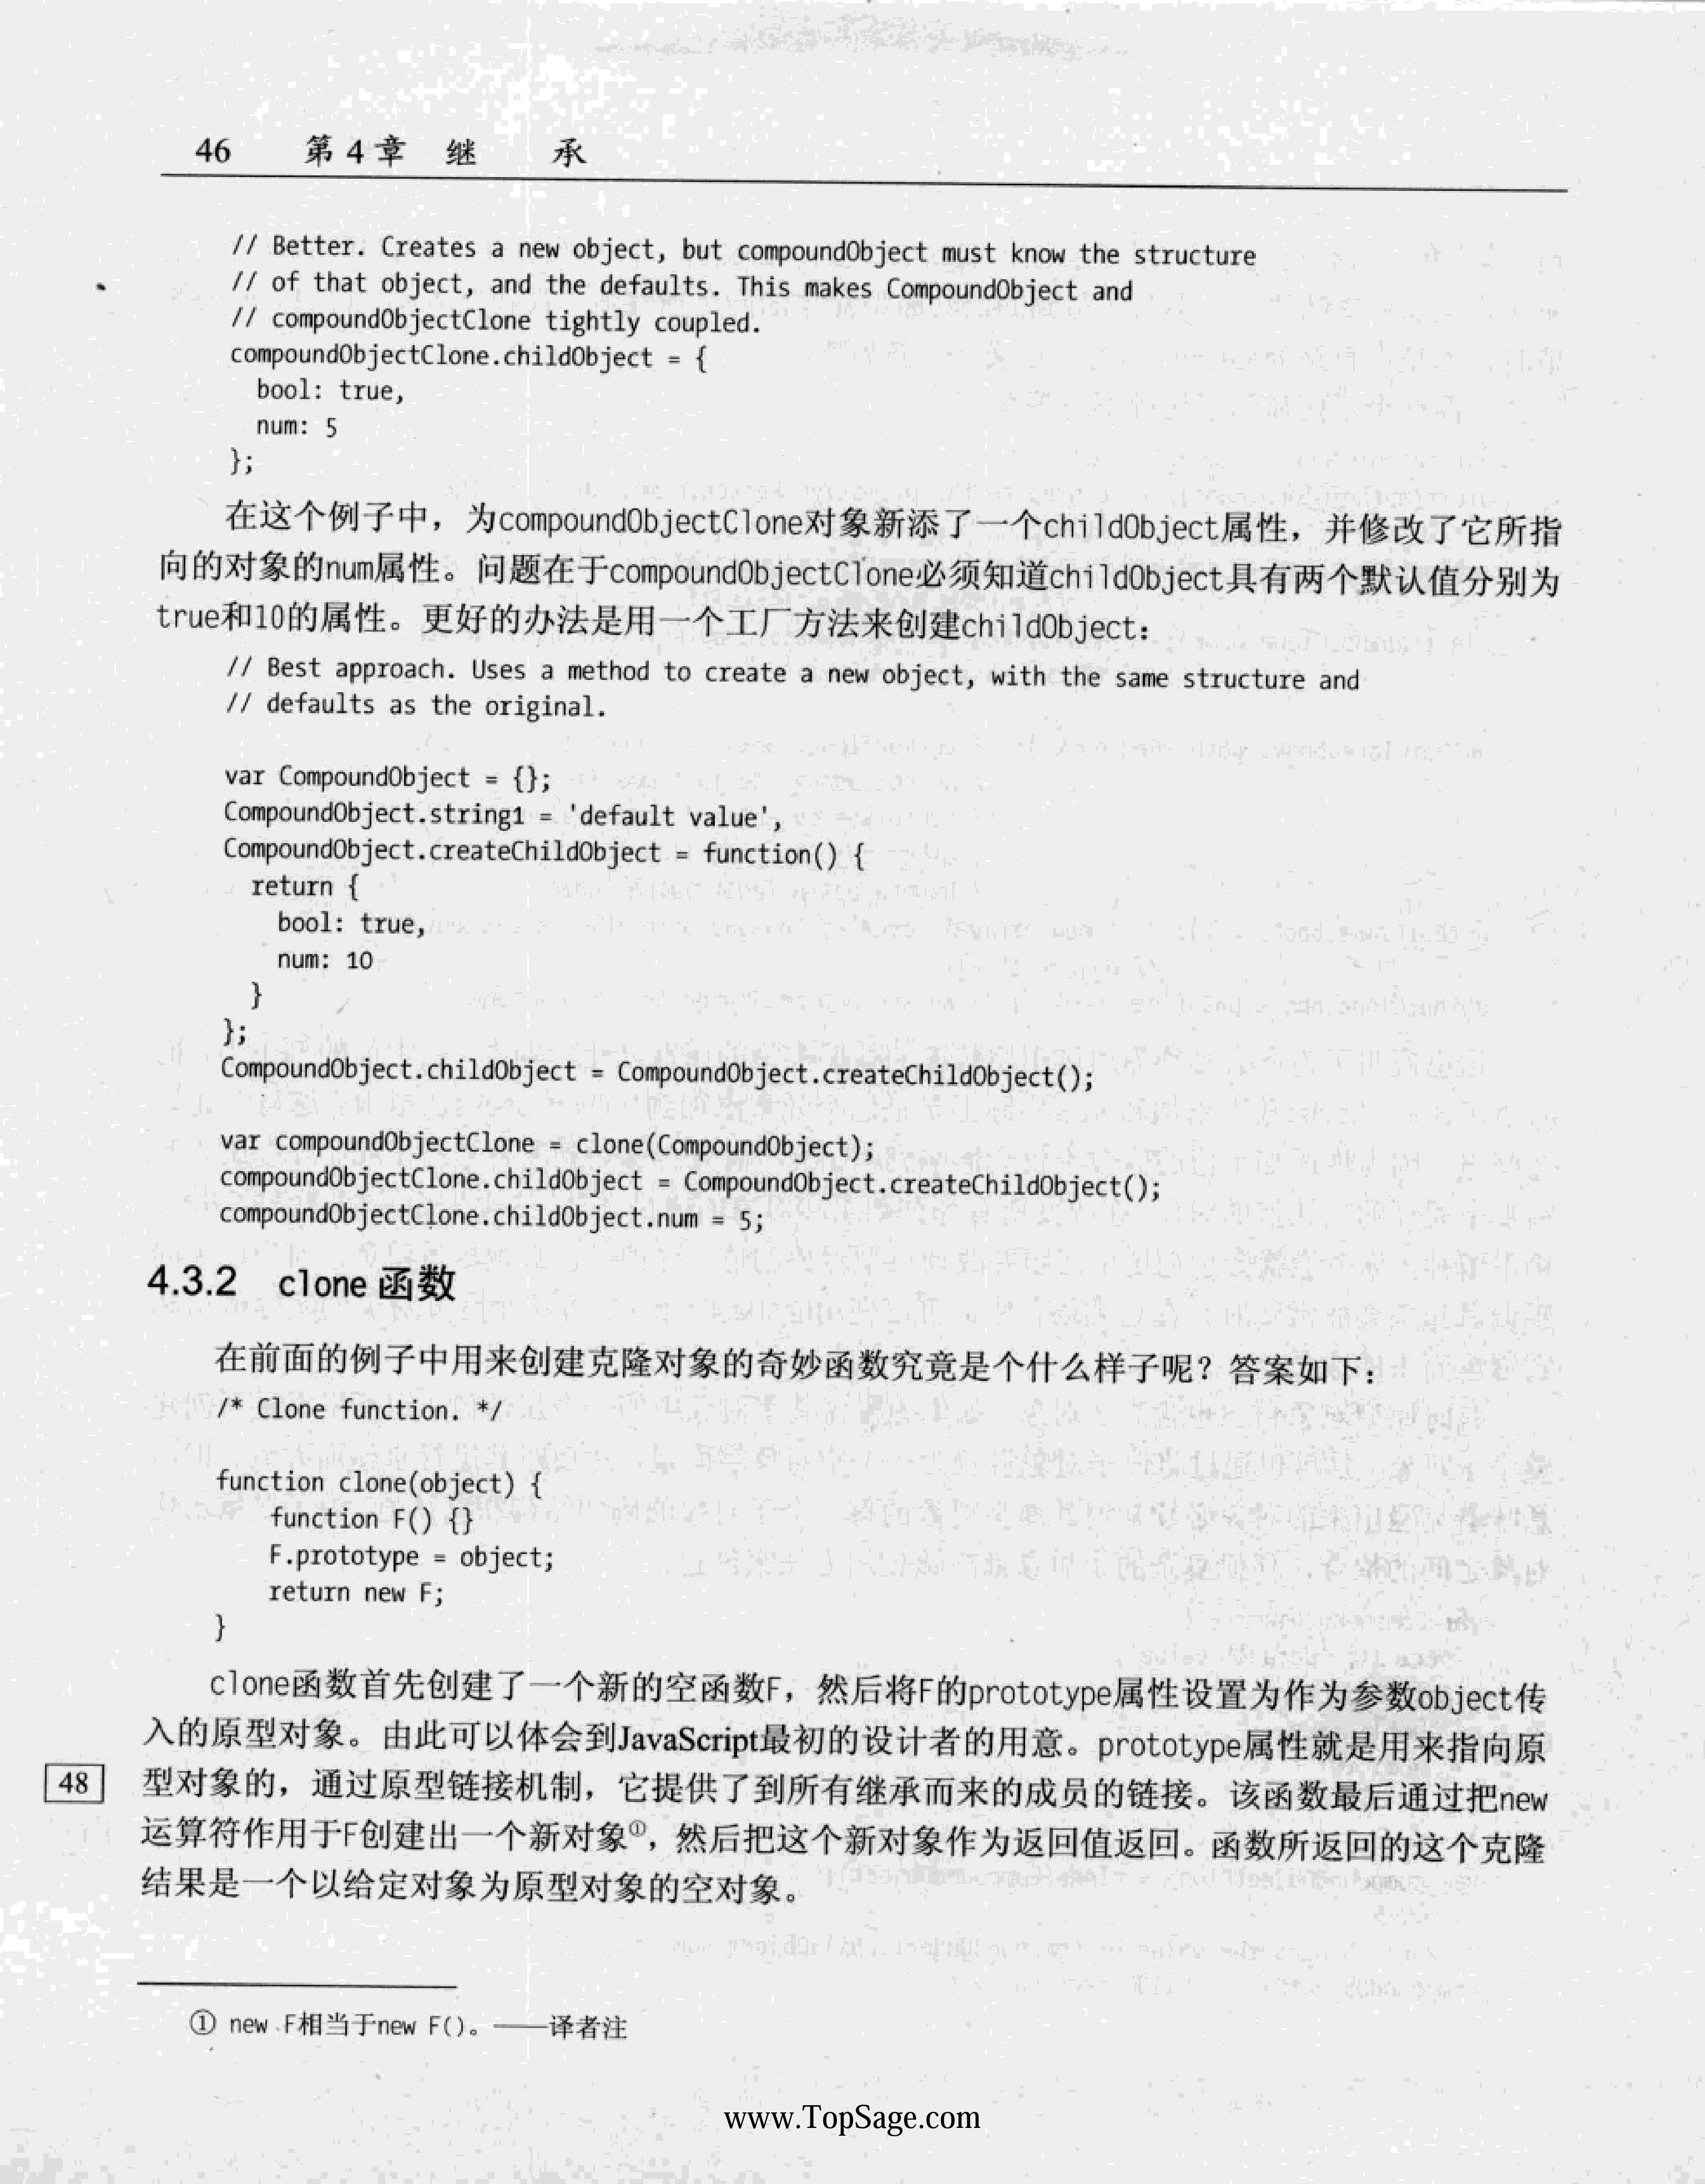 46 第 4 章 继 承
// Better. Creates a new object, but compoundObject must know the structure
// of that object, and the defaults. This makes CompoundObject and
// compoundObjectClone tightly coupled.
compoundObjectClone.childObject = {
  bool: true,
  num: 5
};
在这个例子中，为compoundObjectClone对象新添了一个childObject属性，并修改了它所指
向的对象的num属性。问题在于compoundObjectClone必须知道childObject具有两个默认值分别为
true和10的属性。更好的办法是用一个工厂方法来创建childObject：
// Best approach. Uses a method to create a new object, with the same structure and
// defaults as the original.
var CompoundObject = {};
CompoundObject.string1 = 'default value',
CompoundObject.createChildObject = function() {
  return {
    bool: true,
    num: 10
  }
};
CompoundObject.childObject = CompoundObject.createChildObject();
var compoundObjectClone = clone(CompoundObject);
compoundObjectClone.childObject = CompoundObject.createChildObject();
compoundObjectClone.childObject.num = 5;
4.3.2 clone 函数
在前面的例子中用来创建克隆对象的奇妙函数究竟是个什么样子呢？答案如下：
/* Clone function. */
function clone(object) {
    function F() {}
    F.prototype = object;
    return new F;
}
clone函数首先创建了一个新的空函数F，然后将F的prototype属性设置为作为参数object传
入的原型对象。由此可以体会到JavaScript最初的设计者的用意。prototype属性就是用来指向原
48 型对象的，通过原型链接机制，它提供了到所有继承而来的成员的链接。该函数最后通过把new
运算符作用于F创建出一个新对象①，然后把这个新对象作为返回值返回。函数所返回的这个克隆
结果是一个以给定对象为原型对象的空对象。
① new F相当于new F()。——译者注
www.TopSage.com